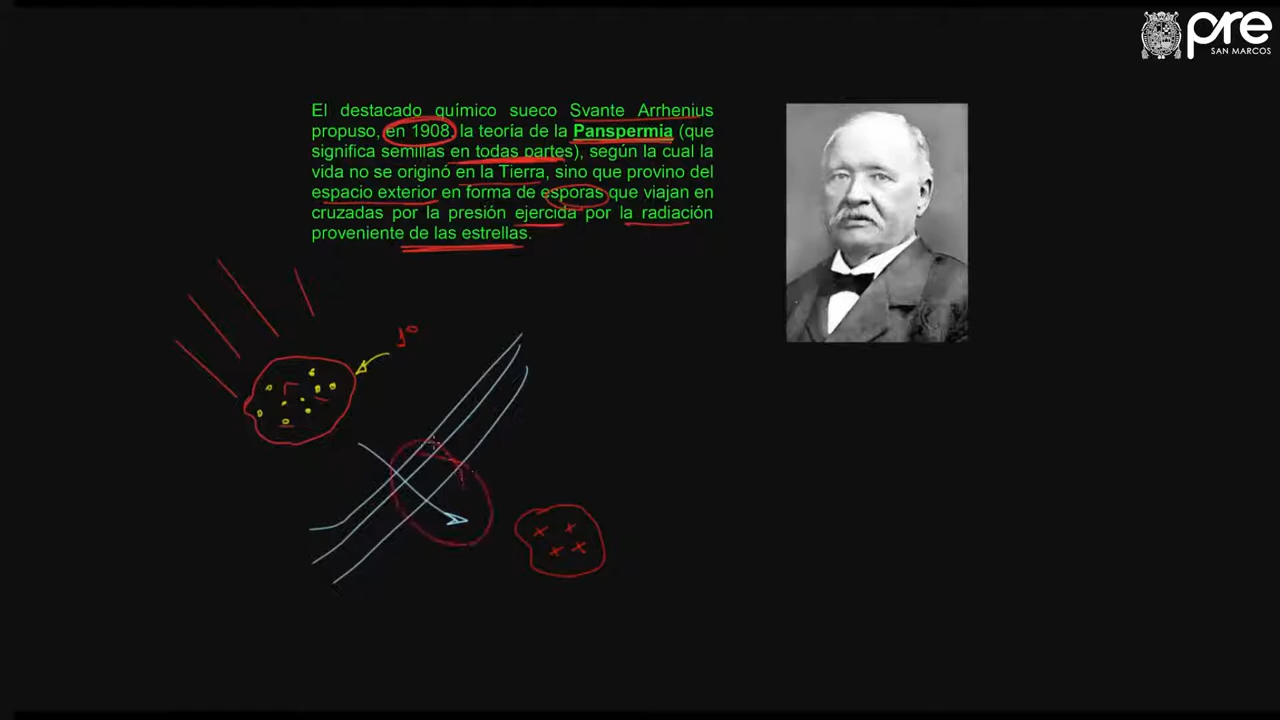 pre
SAN MARCOS
El destacado químico sueco Svante Arrhenius
propuso, en 1908, la teoría de la Panspermia (que
significa semillas en todas partes), según la cual la
vida no se originó en la Tierra, sino que provino del
espacio exterior en forma de esporas que viajan en
cruzadas por la presión ejercida por la radiación
proveniente de las estrellas.
1º